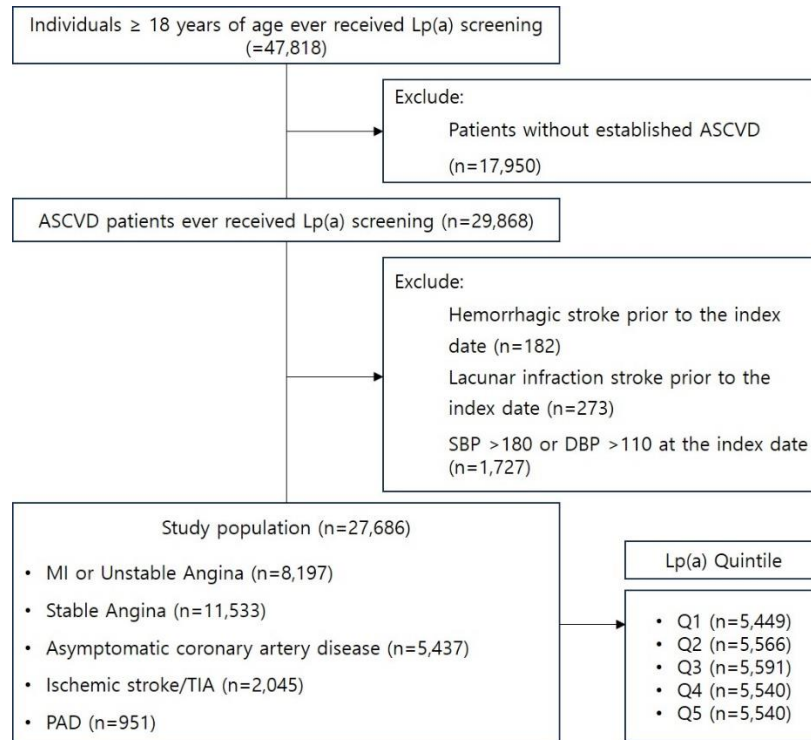 Individuals ≥ 18 years of age ever received Lp(a) screening
(=47,818)
Exclude:
Patients without established ASCVD
(n=17,950)
ASCVD patients ever received Lp(a) screening (n=29,868)
Exclude:
Hemorrhagic stroke prior to the index
date (n=182)
Lacunar infraction stroke prior to the
index date (n=273)
SBP >180 or DBP >110 at the index date
(n=1,727)
Study population (n=27,686)
• MI or Unstable Angina (n=8,197)
• Stable Angina (n=11,533)
• Asymptomatic coronary artery disease (n=5,437)
• Ischemic stroke/TIA (n=2,045)
• PAD (n=951)
Lp(a) Quintile
• Q1 (n=5,449)
• Q2 (n=5,566)
• Q3 (n=5,591)
• Q4 (n=5,540)
• Q5 (n=5,540)